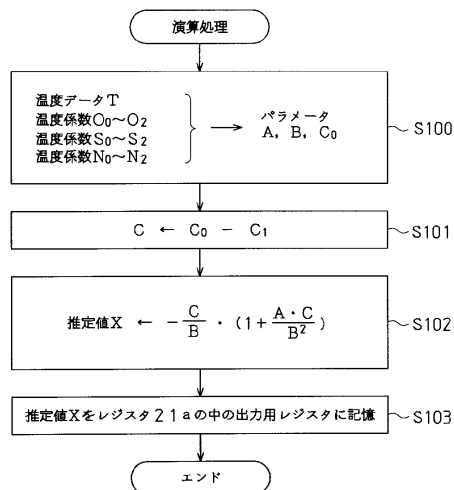 演算処理
温度データT
温度係数O₀~O₂
温度係数S₀~S₂
温度係数N₀~N₂
→ パラメータ
A, B, C₀
S100
C ← C₀ - C₁
S101
推定値X ← -C/B・(1+A・C/B²)
S102
推定値Xをレジスタ21aの中の出力用レジスタに記憶
S103
エンド